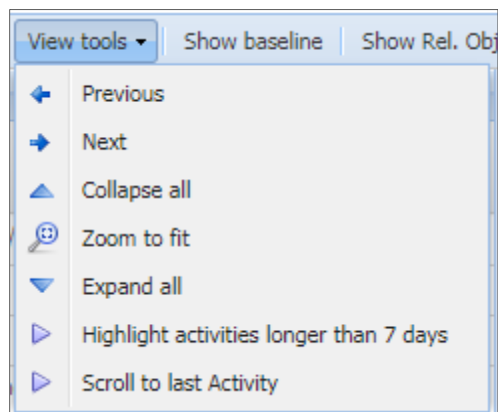 View tools Show baseline Show Rel. Obj
Previous
Next
Collapse all
Zoom to fit
Expand all
Highlight activities longer than 7 days
Scroll to last Activity